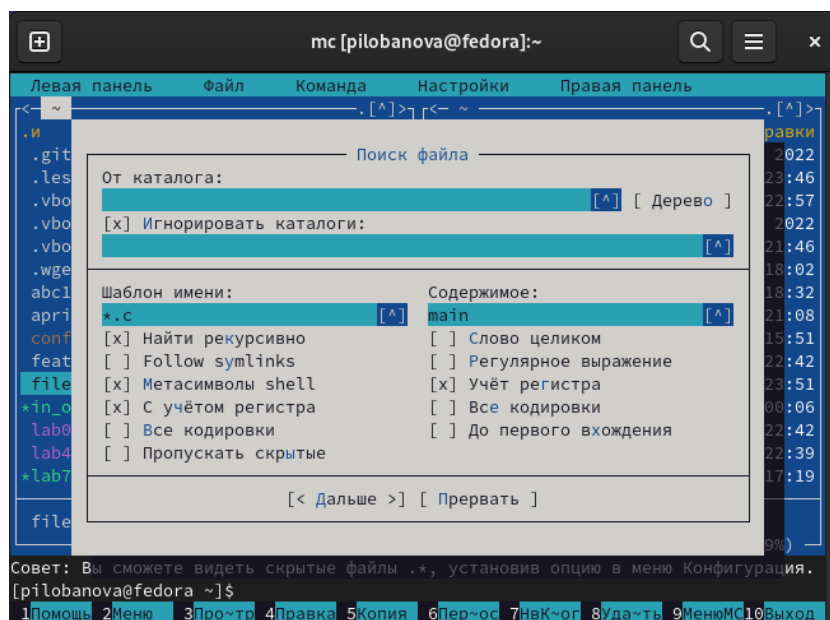 mc [pilobanova@fedora]:~
Левая панель Файл Команда Настройки Правая панель
<— ~ .[^]> <— ~ .[^]>
.и равки
.git 2022
.les 23:46
.vbo 22:57
.vbo 2022
.vbo 21:46
.wge 18:02
abc1 18:32
apri 21:08
conf 15:51
feat 22:42
file 23:51
*in_o 00:06
lab0 22:42
lab4 22:39
*lab7 17:19
file
9%)
Поиск файла
От каталога:
[^] [ Дерево ]
[x] Игнорировать каталоги:
[^]
Шаблон имени: Содержимое:
*.c [^] main [^]
[x] Найти рекурсивно [ ] Слово целиком
[ ] Follow symlinks [ ] Регулярное выражение
[x] Метасимволы shell [x] Учёт регистра
[x] С учётом регистра [ ] Все кодировки
[ ] Все кодировки [ ] До первого вхождения
[ ] Пропускать скрытые
[< Дальше >] [ Прервать ]
Совет: Вы сможете видеть скрытые файлы .*, установив опцию в меню Конфигурация.
[pilobanova@fedora ~]$
1Помощь 2Меню 3Про~тр 4Правка 5Копия 6Пер~ос 7НвК~ог 8Уда~ть 9МенюМС 10Выход